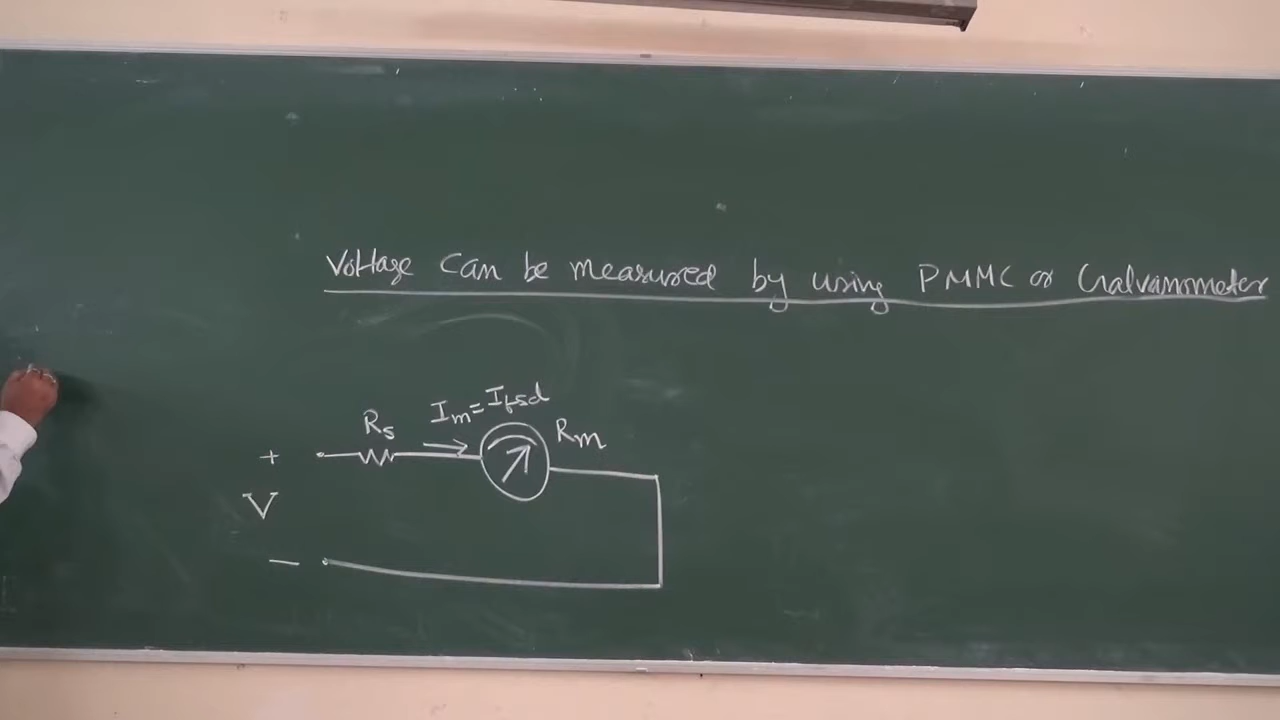 Voltage can be measured by using PMMC or Galvanometer
Im = Ifsd
Rs
Rm
+
V
−